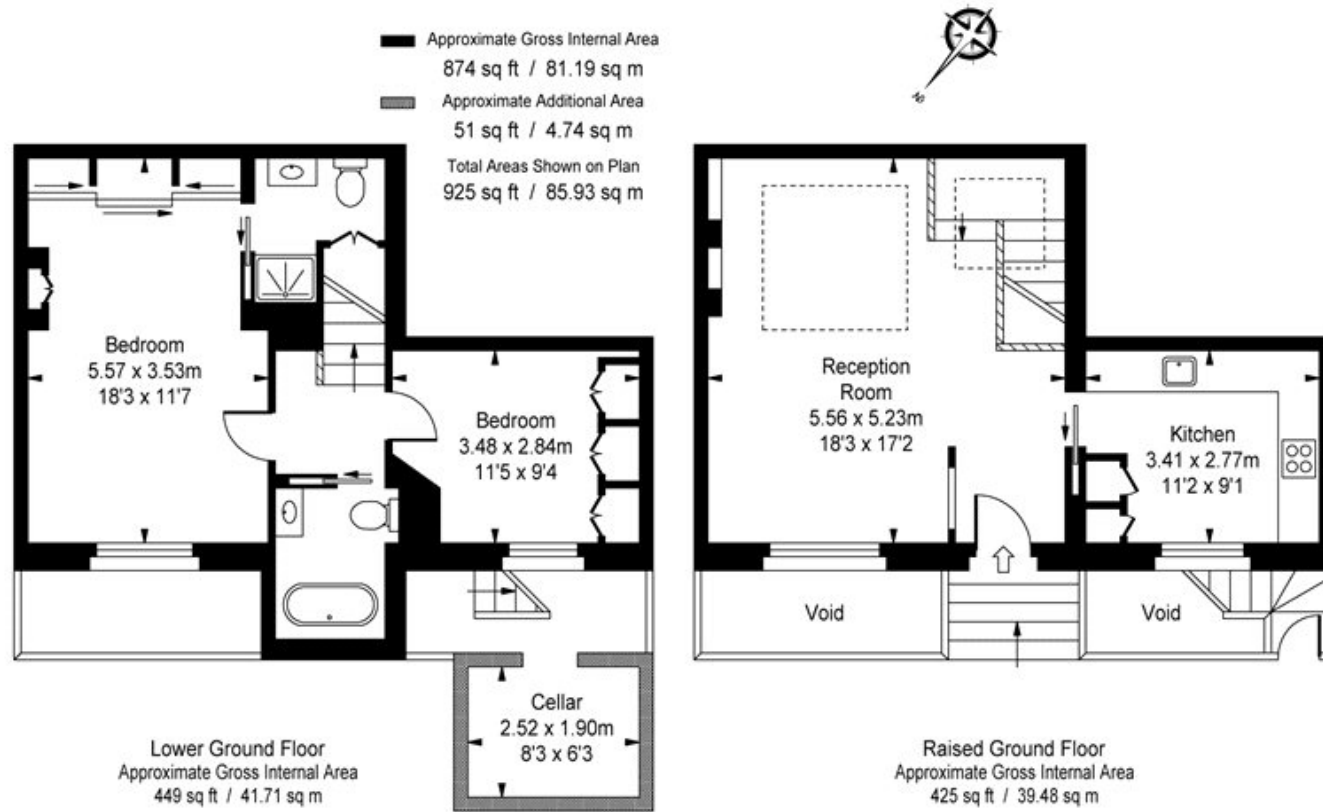 Approximate Gross Internal Area
874 sq ft / 81.19 sq m
Approximate Additional Area
51 sq ft / 4.74 sq m
Total Areas Shown on Plan
925 sq ft / 85.93 sq m
Bedroom
5.57 x 3.53m
18'3 x 11'7
Bedroom
3.48 x 2.84m
11'5 x 9'4
Cellar
2.52 x 1.90m
8'3 x 6'3
Lower Ground Floor
Approximate Gross Internal Area
449 sq ft / 41.71 sq m
Reception
Room
5.56 x 5.23m
18'3 x 17'2
Kitchen
3.41 x 2.77m
11'2 x 9'1
Void
Void
Raised Ground Floor
Approximate Gross Internal Area
425 sq ft / 39.48 sq m